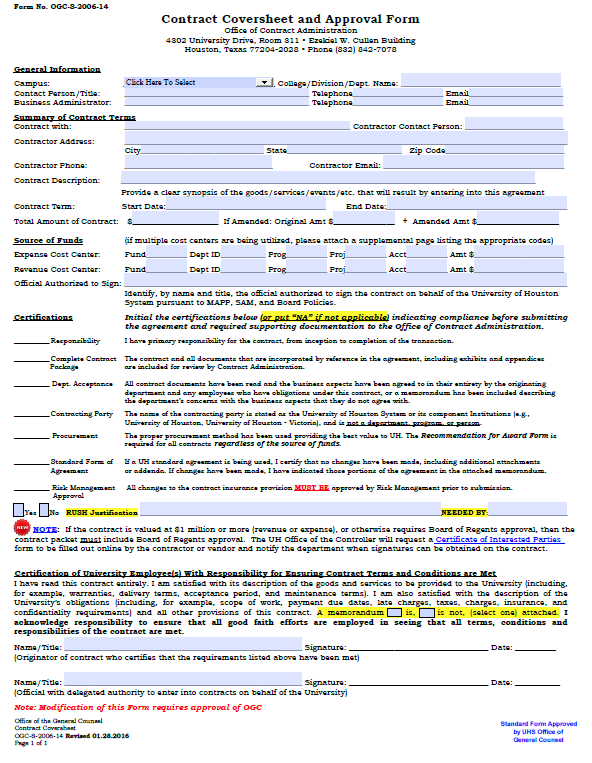 Form No. OGC-S-2006-14
Contract Coversheet and Approval Form
Office of Contract Administration
4302 University Drive, Room 311 • Ezekiel W. Cullen Building
Houston, Texas 77204-2028 • Phone (832) 842-7078
General Information
Campus: Click Here To Select College/Division/Dept. Name:
Contact Person/Title: Telephone Email
Business Administrator: Telephone Email
Summary of Contract Terms
Contract with: Contractor Contact Person:
Contractor Address:
City State Zip Code
Contractor Phone: Contractor Email:
Contract Description:
Provide a clear synopsis of the goods/services/events/etc. that will result by entering into this agreement
Contract Term: Start Date: End Date:
Total Amount of Contract: $ If Amended: Original Amt $ + Amended Amt $
Source of Funds (if multiple cost centers are being utilized, please attach a supplemental page listing the appropriate codes)
Expense Cost Center: Fund Dept ID Prog Proj Acct Amt $
Revenue Cost Center: Fund Dept ID Prog Proj Acct Amt $
Official Authorized to Sign:
Identify, by name and title, the official authorized to sign the contract on behalf of the University of Houston
System pursuant to MAPP, SAM, and Board Policies.
Certifications Initial the certifications below (or put "NA" if not applicable) indicating compliance before submitting
the agreement and required supporting documentation to the Office of Contract Administration.
Responsibility I have primary responsibility for the contract, from inception to completion of the transaction.
Complete Contract The contract and all documents that are incorporated by reference in the agreement, including exhibits and appendices
Package are included for review by Contract Administration.
Dept. Acceptance All contract documents have been read and the business aspects have been agreed to in their entirety by the originating
department and any employee who have obligations under this contract, or a memorandum has been included describing
the department's concerns with the business aspects that they do not agree with.
Contracting Party The name of the contracting party is stated as the University of Houston System or its component Institutions (e.g.,
University of Houston, University of Houston - Victoria), and is not a department, program, or person.
Procurement The proper procurement method has been used providing the best value to UH. The Recommendation for Award Form is
required for all contracts regardless of the source of funds.
Standard Form of If a UH standard agreement is being used, I certify that no changes have been made, including additional attachments
Agreement or addenda. If changes have been made, I have indicated those portions of the agreement in the attached memorandum.
Risk Management All changes to the contract insurance provision MUST BE approved by Risk Management prior to submission.
Approval
Yes No RUSH Justification NEEDED BY:
NEW NOTE: If the contract is valued at $1 million or more (revenue or expense), or otherwise requires Board of Regents approval, then the
contract packet must include Board of Regents approval. The UH Office of the Controller will request a Certificate of Interested Parties
form to be filled out online by the contractor or vendor and notify the department when signatures can be obtained on the contract.
Certification of University Employee(s) With Responsibility for Ensuring Contract Terms and Conditions are Met
I have read this contract entirely. I am satisfied with its description of the goods and services to be provided to the University (including,
for example, warranties, delivery terms, acceptance period, and maintenance terms). I am also satisfied with the description of the
University's obligations (including, for example, scope of work, payment due dates, late charges, taxes, charges, insurance, and
confidentiality requirements) and all other provisions of this contract. A memorandum is, is not, (select one) attached. I
acknowledge responsibility to ensure that all good faith efforts are employed in seeing that all terms, conditions and
responsibilities of the contract are met.
Name/Title: Signature: Date:
(Originator of contract who certifies that the requirements listed above have been met)
Name/Title: Signature: Date:
(Official with delegated authority to enter into contracts on behalf of the University)
Note: Modification of this Form requires approval of OGC
Office of the General Counsel
Contract Coversheet
OGC-S-2006-14 Revised 01.28.2016
Page 1 of 1
Standard Form Approved
by UHS Office of
General Counsel